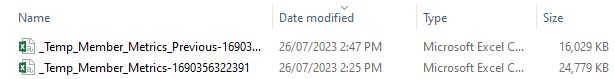 Name Date modified Type Size
_Temp_Member_Metrics_Previous-16903... 26/07/2023 2:47 PM Microsoft Excel C... 16,029 KB
_Temp_Member_Metrics-1690356322391 26/07/2023 2:25 PM Microsoft Excel C... 24,779 KB